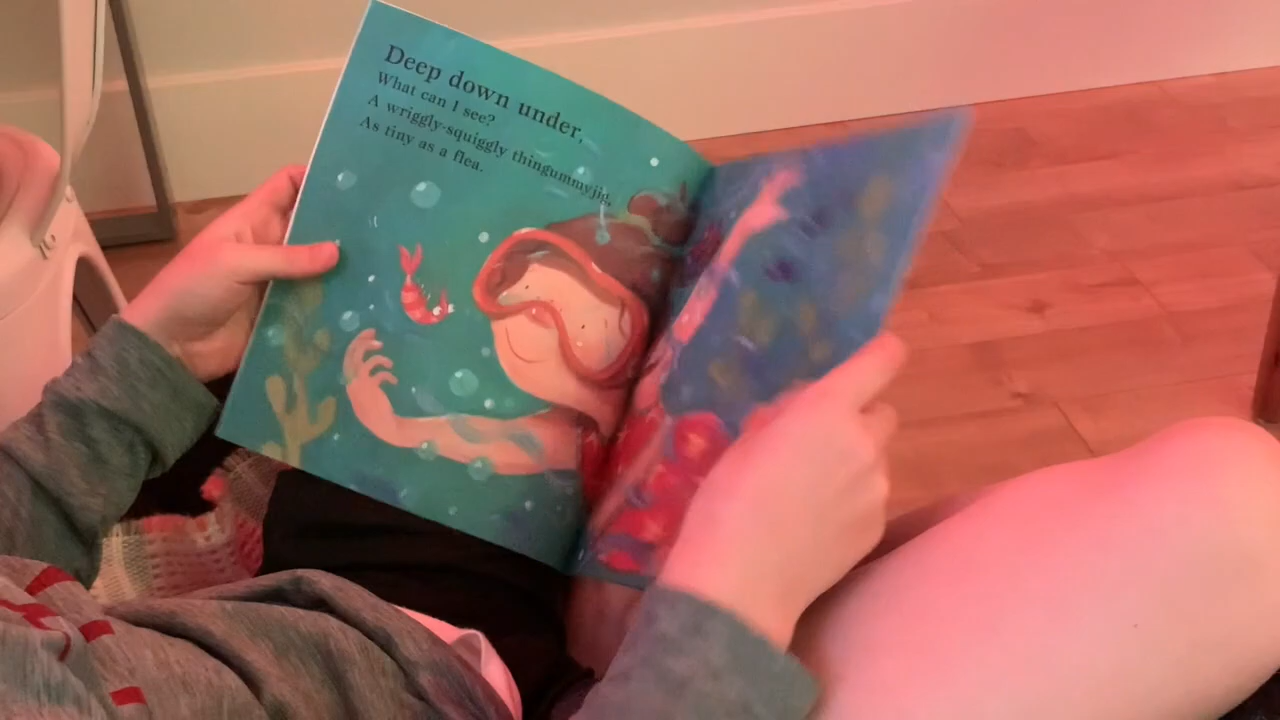 Deep down under,
What can I see?
A wriggly-squiggly thingummyjig,
As tiny as a flea.